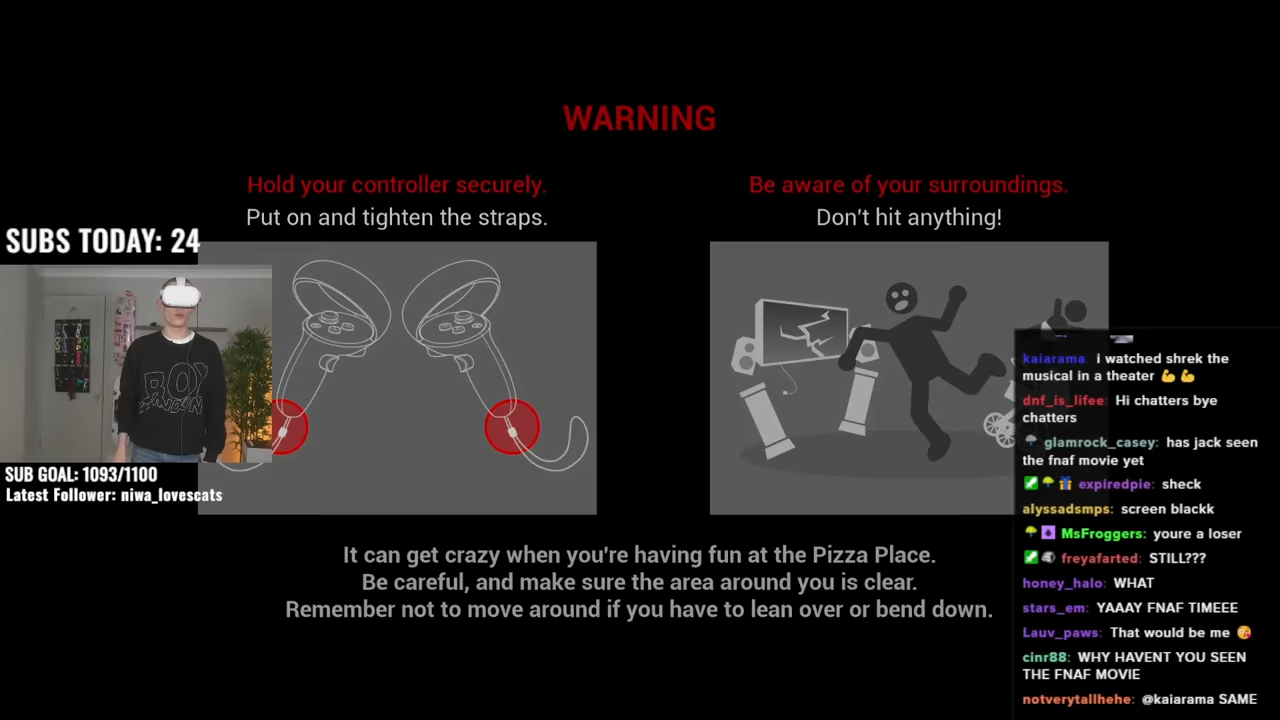 WARNING
Hold your controller securely.
Put on and tighten the straps.
Be aware of your surroundings.
Don't hit anything!
SUBS TODAY: 24
SUB GOAL: 1093/1100
Latest Follower: niwa_lovescats
It can get crazy when you're having fun at the Pizza Place.
Be careful, and make sure the area around you is clear.
Remember not to move around if you have to lean over or bend down.
kaiarama: i watched shrek the
musical in a theater 💪 💪
dnf_is_lifee: Hi chatters bye
chatters
glamrock_casey: has jack seen
the fnaf movie yet
expiredpie: sheck
alyssadsmps: screen blackk
MsFroggers: youre a loser
freyafarted: STILL???
honey_halo: WHAT
stars_em: YAAAY FNAF TIMEEE
Lauv_paws: That would be me 😜
cinr88: WHY HAVENT YOU SEEN
THE FNAF MOVIE
notverytallhehe: @kaiarama SAME